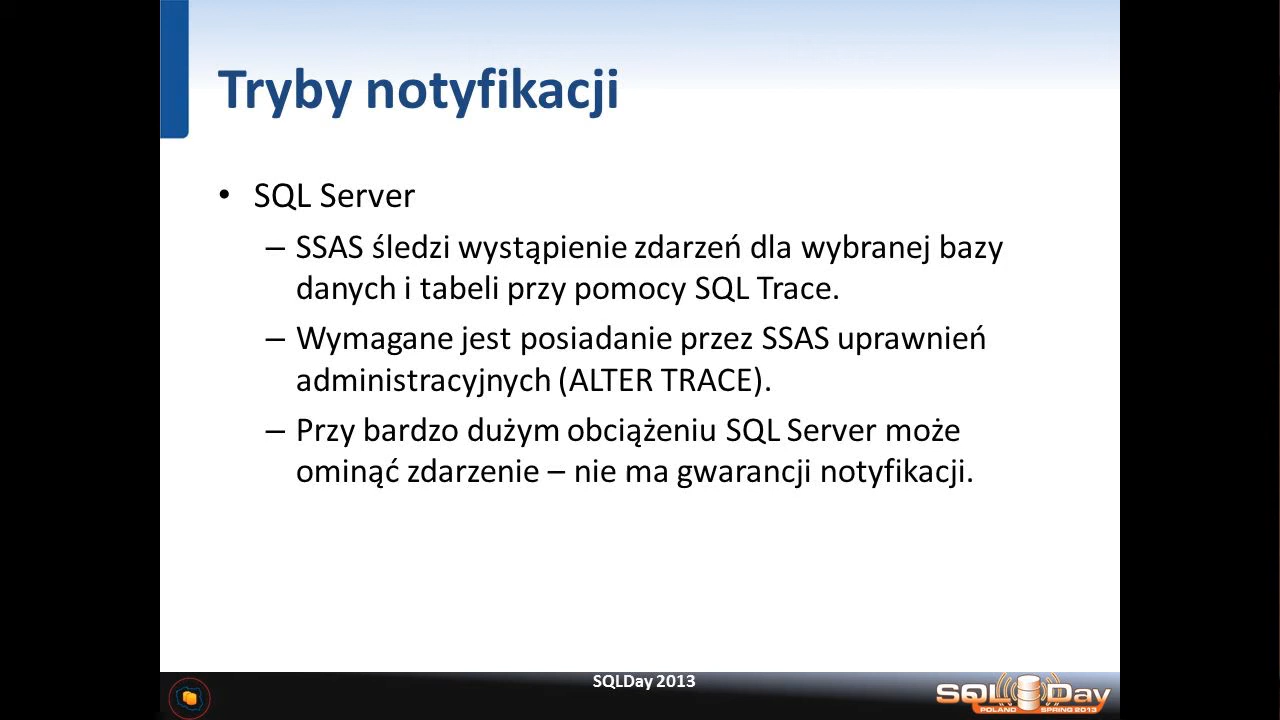 Tryby notyfikacji
• SQL Server
– SSAS śledzi wystąpienie zdarzeń dla wybranej bazy
danych i tabeli przy pomocy SQL Trace.
– Wymagane jest posiadanie przez SSAS uprawnień
administracyjnych (ALTER TRACE).
– Przy bardzo dużym obciążeniu SQL Server może
ominąć zdarzenie – nie ma gwarancji notyfikacji.
SQLDay 2013
SQL Day
POLAND SPRING 2013